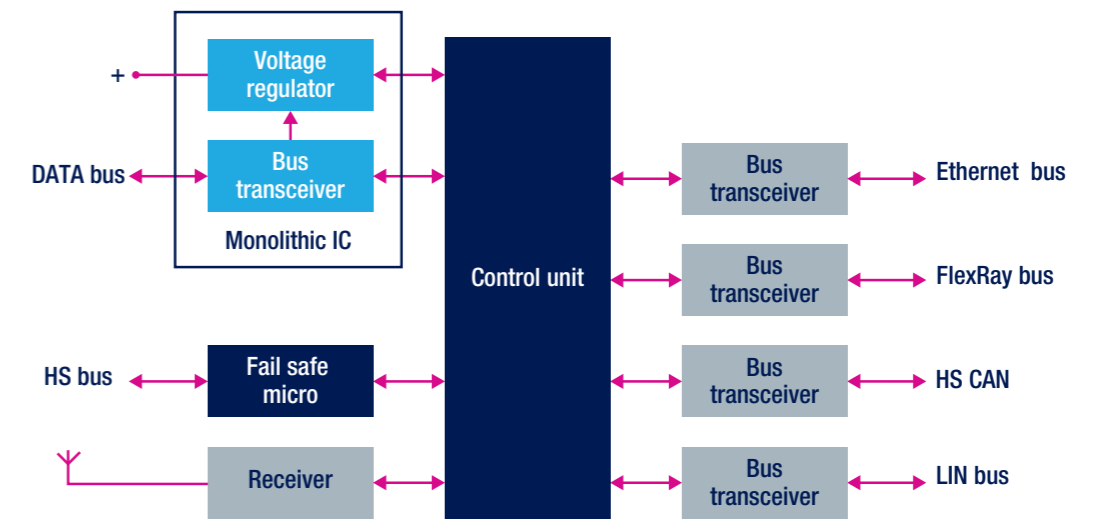 +
Voltage
regulator
DATA bus
Bus
transceiver
Monolithic IC
HS bus
Fail safe
micro
Receiver
Control unit
Bus
transceiver
Ethernet bus
Bus
transceiver
FlexRay bus
Bus
transceiver
HS CAN
Bus
transceiver
LIN bus